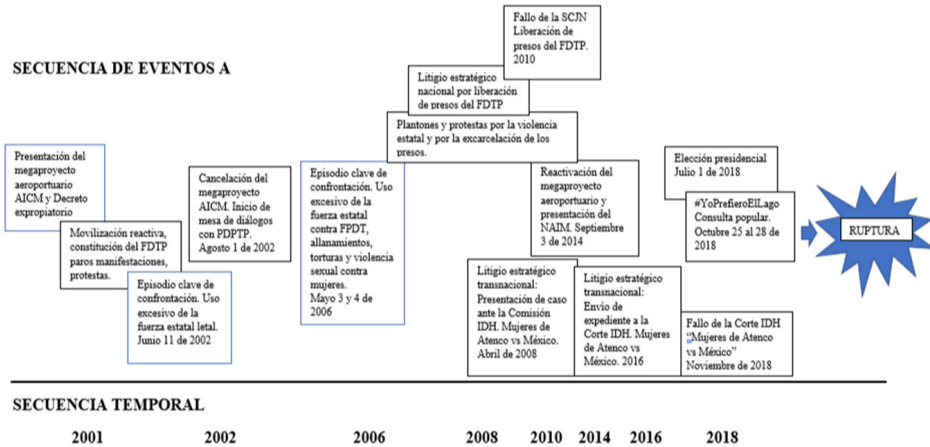 SECUENCIA DE EVENTOS A
Fallo de la SCJN
Liberación de
presos del FDTP.
2010
Litigio estratégico
nacional por liberación
de presos del FDTP
Plantones y protestas por la violencia
estatal y por la excarcelación de los
presos.
Presentación del
megaproyecto
aeroportuario
AICM y Decreto
expropiatorio
Movilización reactiva,
constitución del FDTP
paros manifestaciones,
protestas.
Episodio clave de
confrontación. Uso
excesivo de la
fuerza estatal letal.
Junio 11 de 2002
Cancelación del
megaproyecto
AICM. Inicio de
mesa de diálogos
con PDPTP.
Agosto 1 de 2002
Episodio clave de
confrontación. Uso
excesivo de la
fuerza estatal
contra FPDT,
allanamientos,
torturas y violencia
sexual contra
mujeres.
Mayo 3 y 4 de
2006
Reactivación del
megaproyecto
aeroportuario y
presentación del
NAIM. Septiembre
3 de 2014
Litigio estratégico
transnacional:
Presentación de caso
ante la Comisión
IDH. Mujeres de
Atenco vs México.
Abril de 2008
Litigio estratégico
transnacional:
Envío de
expediente a la
Corte IDH. Mujeres
de Atenco vs
México. 2016
Elección presidencial
Julio 1 de 2018
#YoPrefieroElLago
Consulta popular.
Octubre 25 al 28 de
2018
Fallo de la Corte IDH
“Mujeres de Atenco
vs México”
Noviembre de 2018
RUPTURA
SECUENCIA TEMPORAL
2001 2002 2006 2008 2010 2014 2016 2018